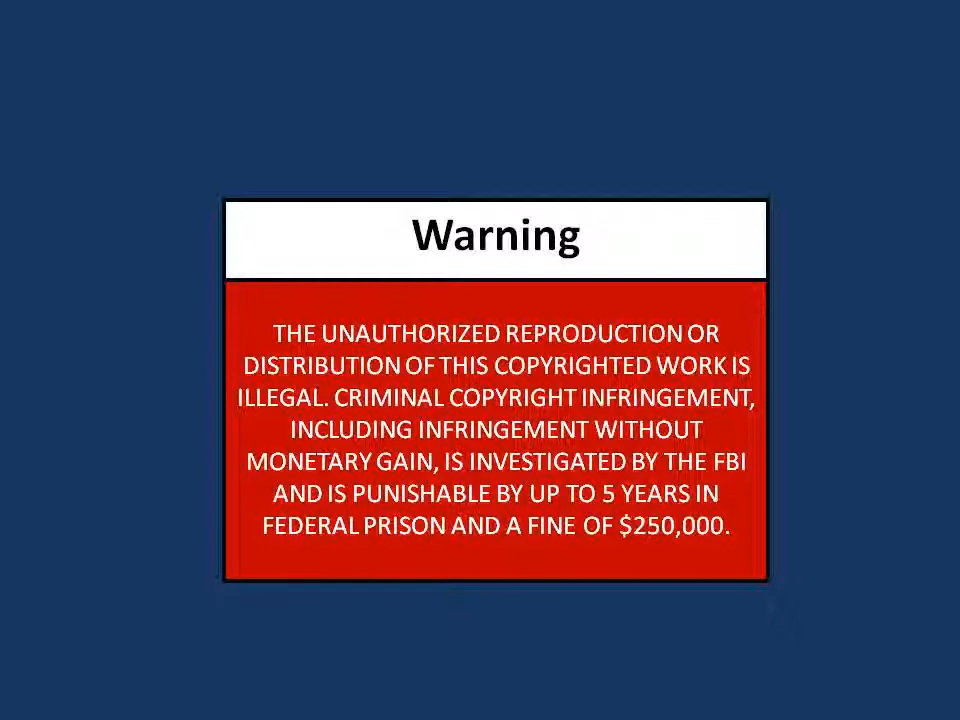 Warning
THE UNAUTHORIZED REPRODUCTION OR
DISTRIBUTION OF THIS COPYRIGHTED WORK IS
ILLEGAL. CRIMINAL COPYRIGHT INFRINGEMENT,
INCLUDING INFRINGEMENT WITHOUT
MONETARY GAIN, IS INVESTIGATED BY THE FBI
AND IS PUNISHABLE BY UP TO 5 YEARS IN
FEDERAL PRISON AND A FINE OF $250,000.